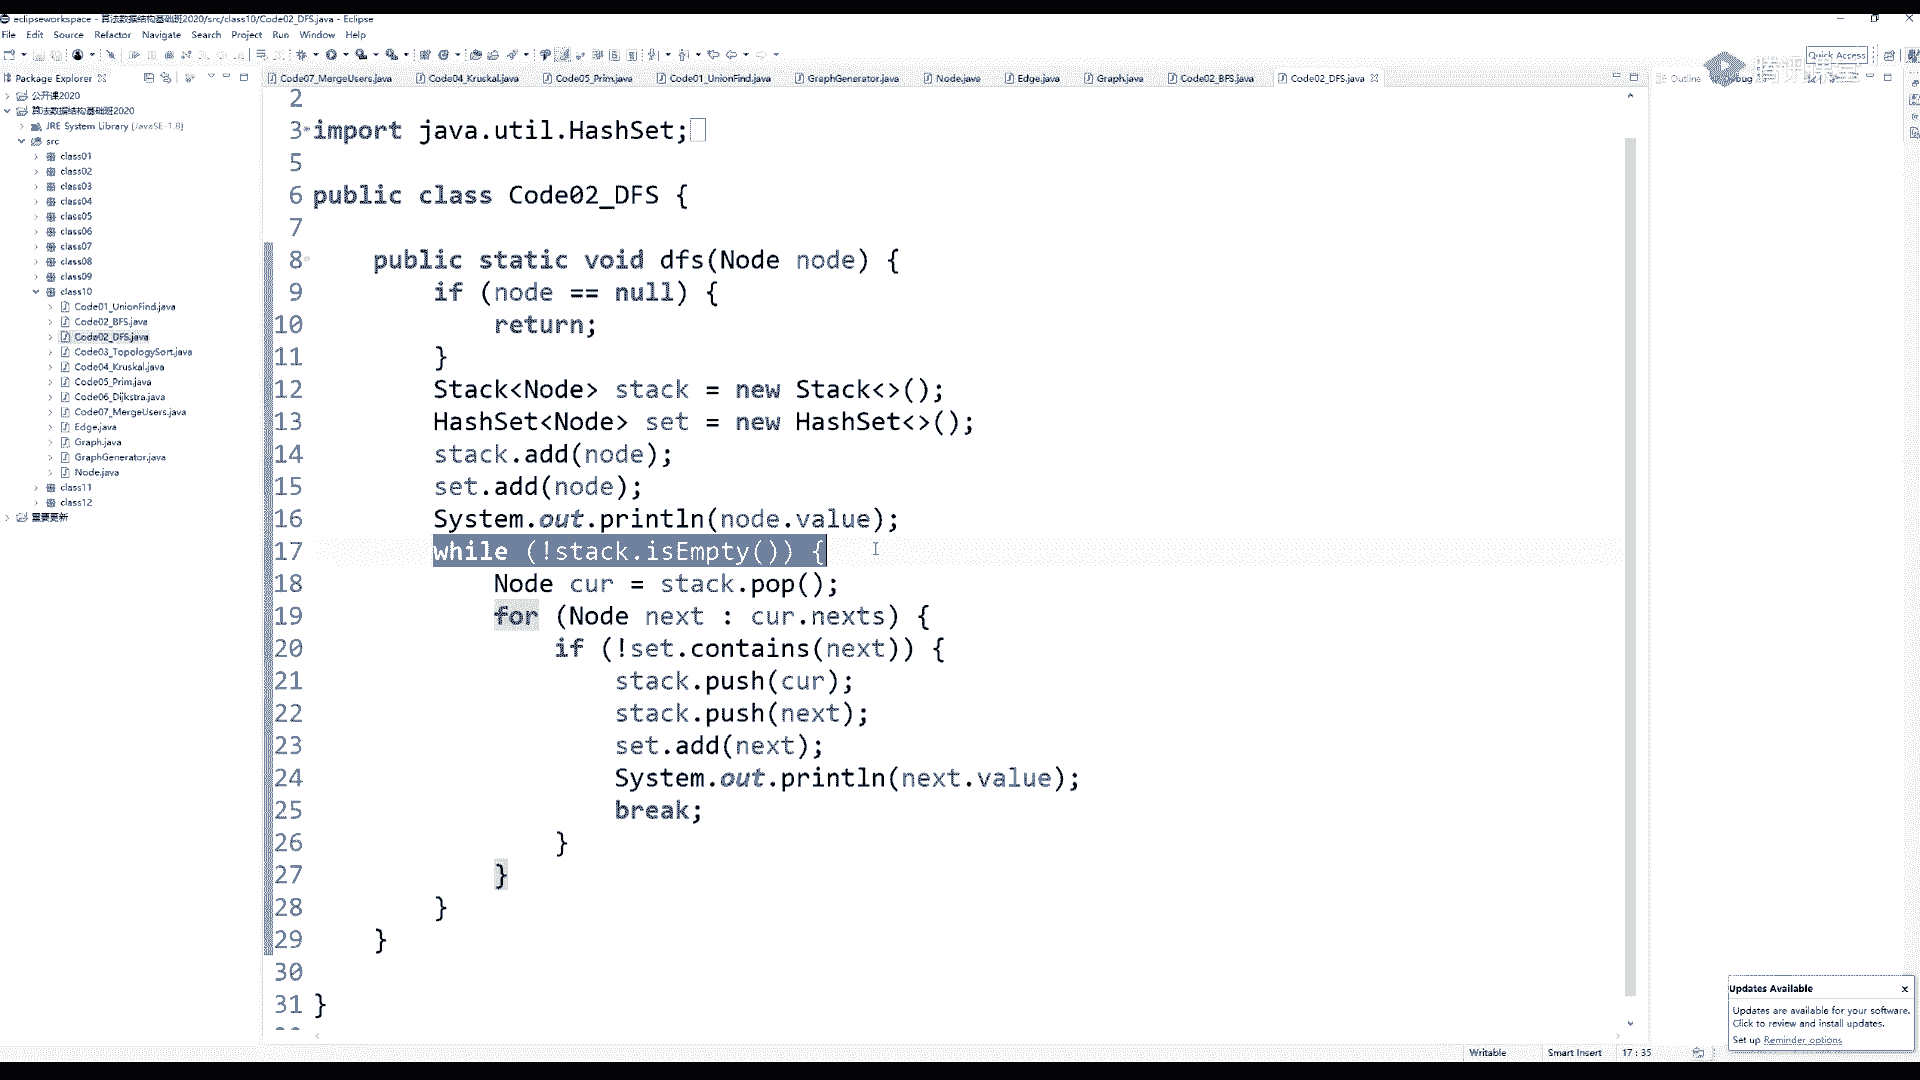 eclipseworkspace - 算法数据结构基础班2020/src/class10/Code02_DFS.java - Eclipse
File Edit Source Refactor Navigate Search Project Run Window Help
Quick Access
Package Explorer
Code07_MergeUsers.java Code04_Kruskal.java Code05_Prim.java Code01_UnionFind.java GraphGenerator.java Node.java Edge.java Graph.java Code02_BFS.java Code02_DFS.java
Outline
腾讯课堂
公开课2020
算法数据结构基础班2020
JRE System Library [JavaSE-1.8]
src
class01
class02
class03
class04
class05
class06
class07
class08
class09
class10
Code01_UnionFind.java
Code02_BFS.java
Code02_DFS.java
Code03_TopologySort.java
Code04_Kruskal.java
Code05_Prim.java
Code06_Dijkstra.java
Code07_MergeUsers.java
Edge.java
Graph.java
GraphGenerator.java
Node.java
class11
class12
重要更新
2
3 import java.util.HashSet;
5
6 public class Code02_DFS {
7
8 public static void dfs(Node node) {
9 if (node == null) {
10 return;
11 }
12 Stack<Node> stack = new Stack<>();
13 HashSet<Node> set = new HashSet<>();
14 stack.add(node);
15 set.add(node);
16 System.out.println(node.value);
17 while (!stack.isEmpty()) {
18 Node cur = stack.pop();
19 for (Node next : cur.nexts) {
20 if (!set.contains(next)) {
21 stack.push(cur);
22 stack.push(next);
23 set.add(next);
24 System.out.println(next.value);
25 break;
26 }
27 }
28 }
29 }
30
31 }
Updates Available
Updates are available for your software.
Click to review and install updates.
Set up Reminder options
Writable Smart Insert 17 : 35